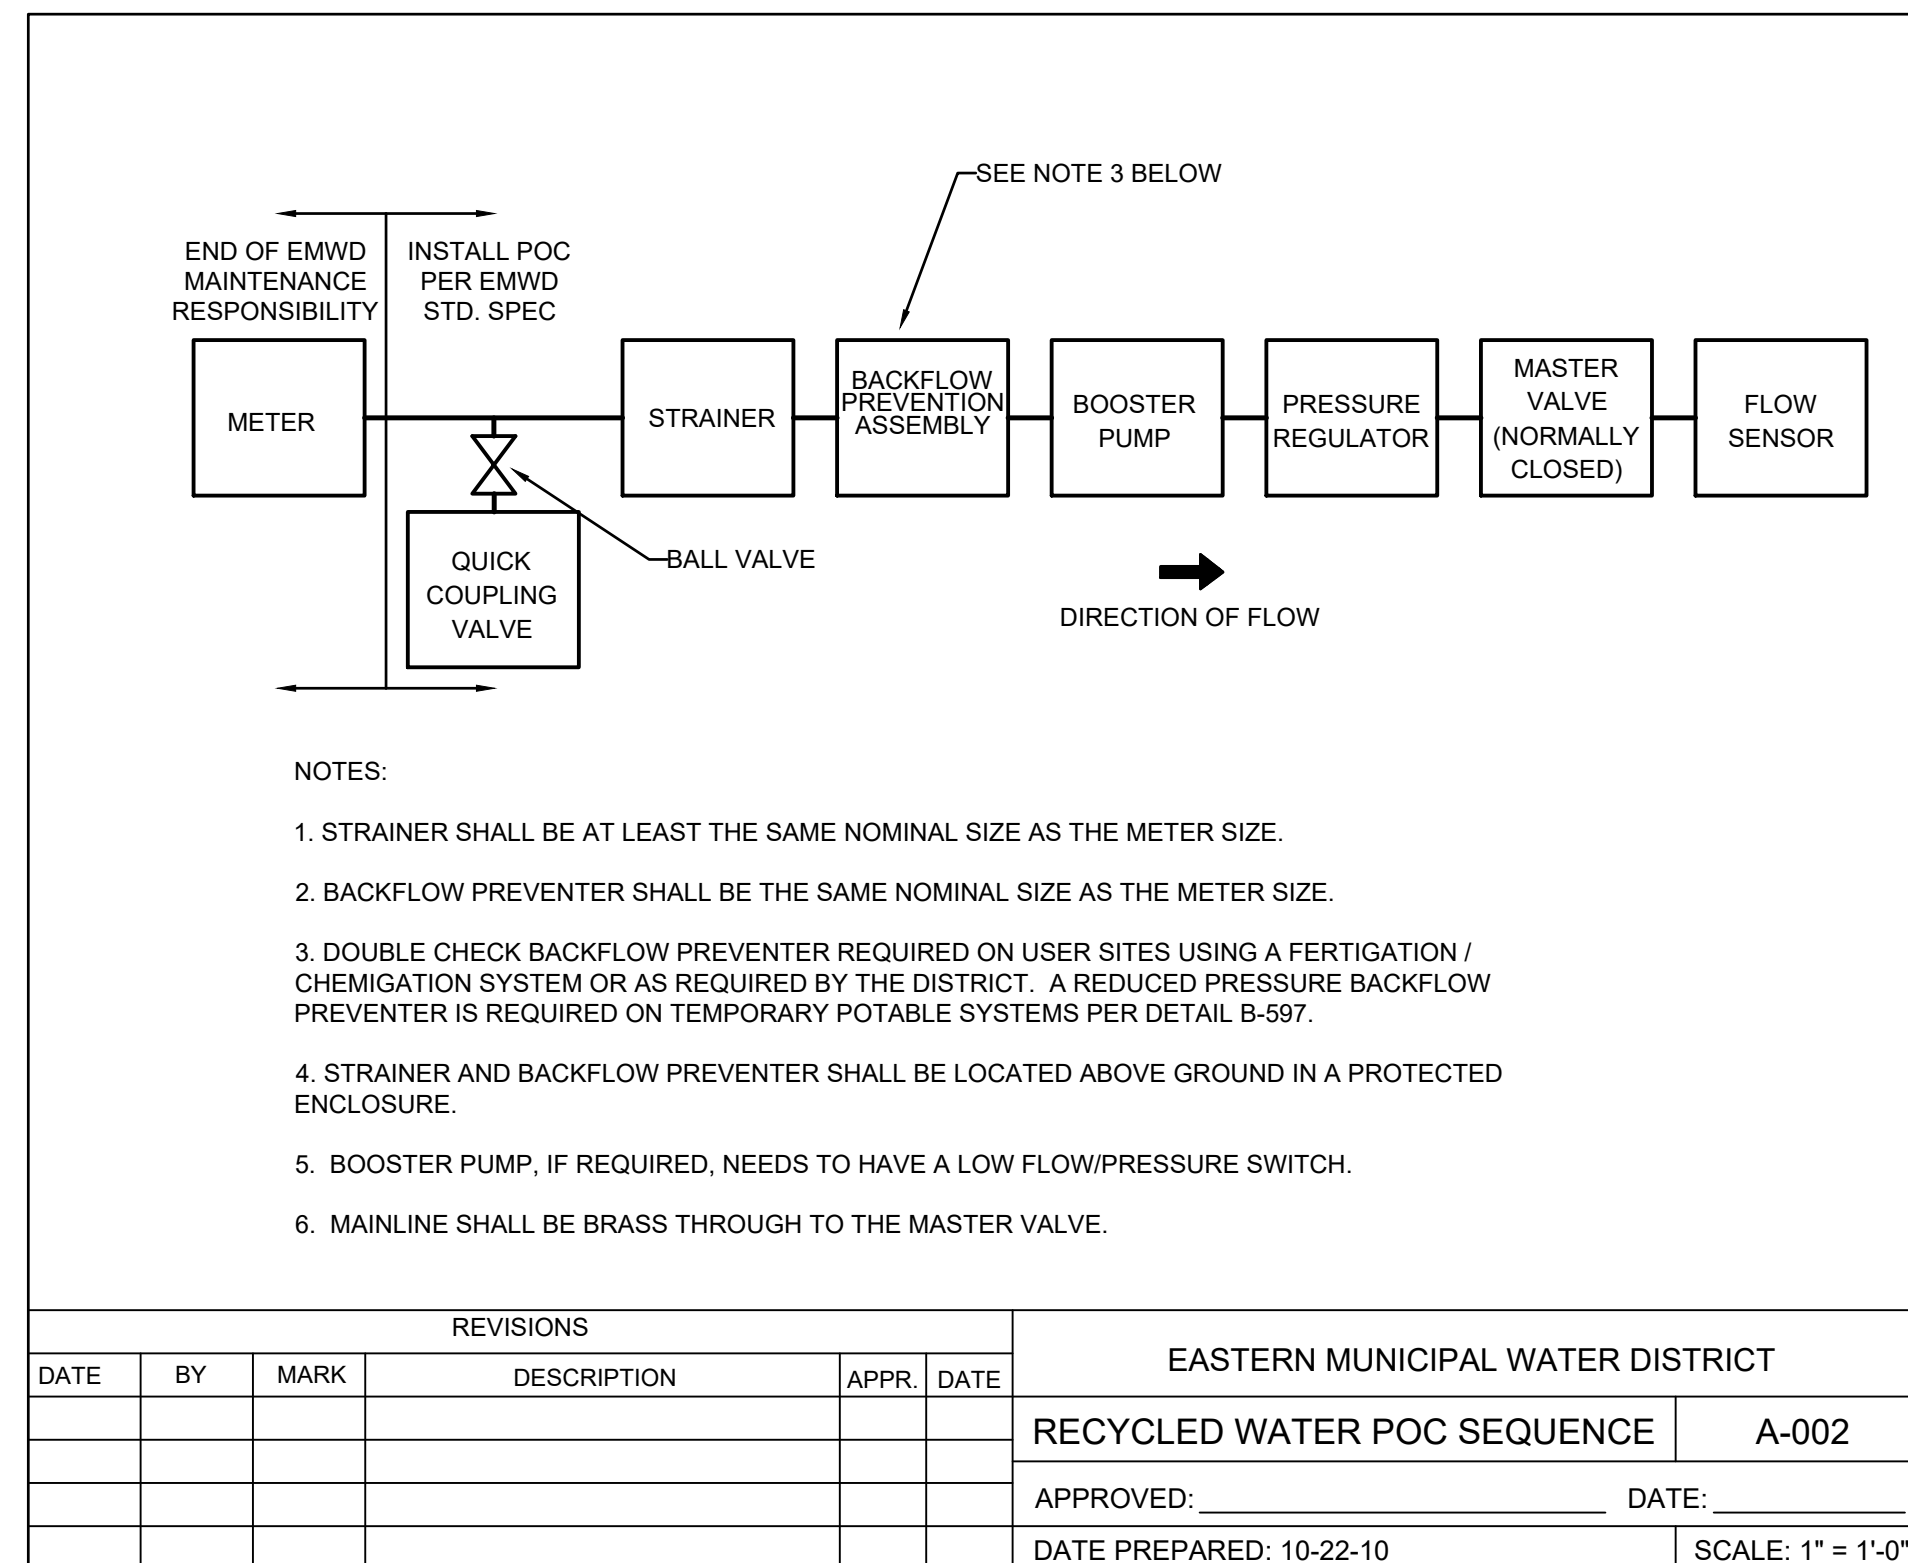 SEE NOTE 3 BELOW
END OF EMWD
MAINTENANCE
RESPONSIBILITY
INSTALL POC
PER EMWD
STD. SPEC
METER
STRAINER
BACKFLOW
PREVENTION
ASSEMBLY
BOOSTER
PUMP
PRESSURE
REGULATOR
MASTER
VALVE
(NORMALLY
CLOSED)
FLOW
SENSOR
QUICK
COUPLING
VALVE
BALL VALVE
DIRECTION OF FLOW
NOTES:
1. STRAINER SHALL BE AT LEAST THE SAME NOMINAL SIZE AS THE METER SIZE.
2. BACKFLOW PREVENTER SHALL BE THE SAME NOMINAL SIZE AS THE METER SIZE.
3. DOUBLE CHECK BACKFLOW PREVENTER REQUIRED ON USER SITES USING A FERTIGATION /
CHEMIGATION SYSTEM OR AS REQUIRED BY THE DISTRICT.  A REDUCED PRESSURE BACKFLOW
PREVENTER IS REQUIRED ON TEMPORARY POTABLE SYSTEMS PER DETAIL B-597.
4. STRAINER AND BACKFLOW PREVENTER SHALL BE LOCATED ABOVE GROUND IN A PROTECTED
ENCLOSURE.
5.  BOOSTER PUMP, IF REQUIRED, NEEDS TO HAVE A LOW FLOW/PRESSURE SWITCH.
6.  MAINLINE SHALL BE BRASS THROUGH TO THE MASTER VALVE.
REVISIONS
DATE BY MARK DESCRIPTION APPR. DATE
EASTERN MUNICIPAL WATER DISTRICT
RECYCLED WATER POC SEQUENCE A-002
APPROVED: DATE:
DATE PREPARED: 10-22-10 SCALE: 1" = 1'-0"